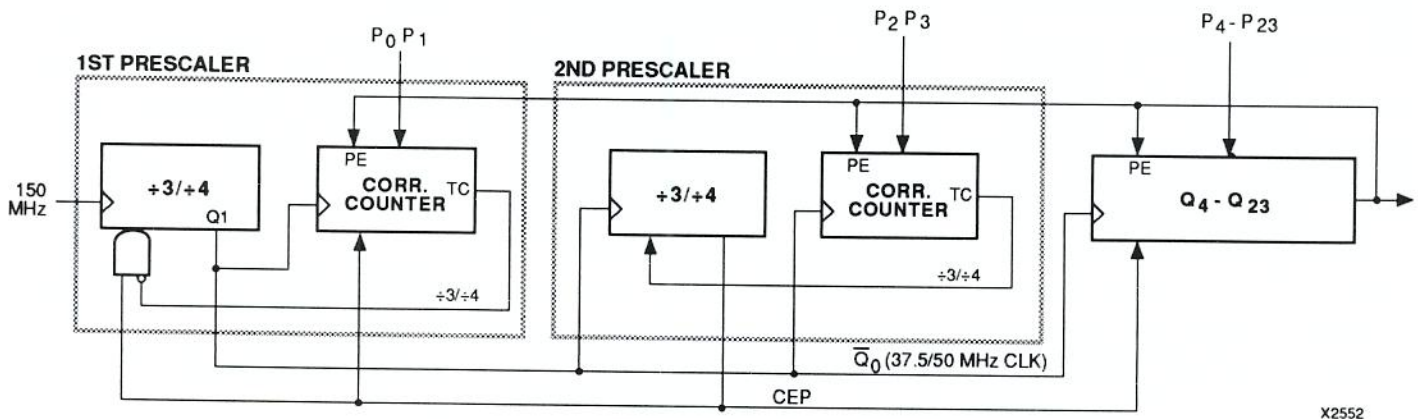 P0 P1
P2 P3
P4 - P23
1ST PRESCALER
2ND PRESCALER
150
MHz
÷3/÷4
Q1
PE
CORR.
COUNTER
TC
÷3/÷4
÷3/÷4
PE
CORR.
COUNTER
TC
÷3/÷4
PE
Q4 - Q23
Q̅0 (37.5/50 MHz CLK)
CEP
X2552